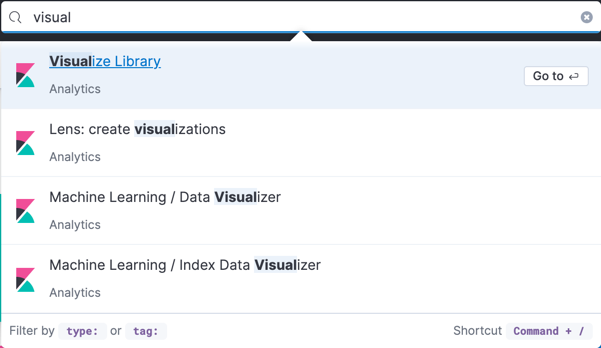 visual
Visualize Library
Go to
Analytics
Lens: create visualizations
Analytics
Machine Learning / Data Visualizer
Analytics
Machine Learning / Index Data Visualizer
Analytics
Filter by type: or tag: Shortcut Command + /